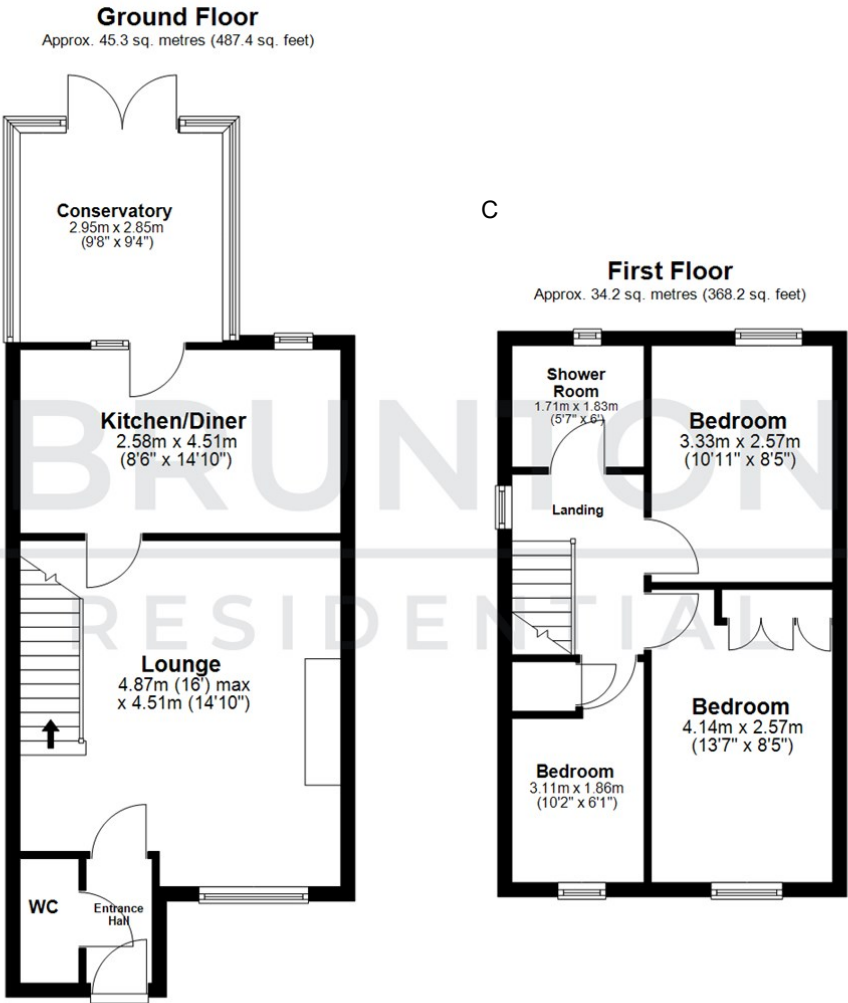 Ground Floor
Approx. 45.3 sq. metres (487.4 sq. feet)
Conservatory
2.95m x 2.85m
(9'8" x 9'4")
Kitchen/Diner
2.58m x 4.51m
(8'6" x 14'10")
Lounge
4.87m (16') max
x 4.51m (14'10")
WC
Entrance
Hall
C
First Floor
Approx. 34.2 sq. metres (368.2 sq. feet)
Shower
Room
1.71m x 1.83m
(5'7" x 6')
Bedroom
3.33m x 2.57m
(10'11" x 8'5")
Landing
Bedroom
4.14m x 2.57m
(13'7" x 8'5")
Bedroom
3.11m x 1.86m
(10'2" x 6'1")
BRUNTON
RESIDENTIAL